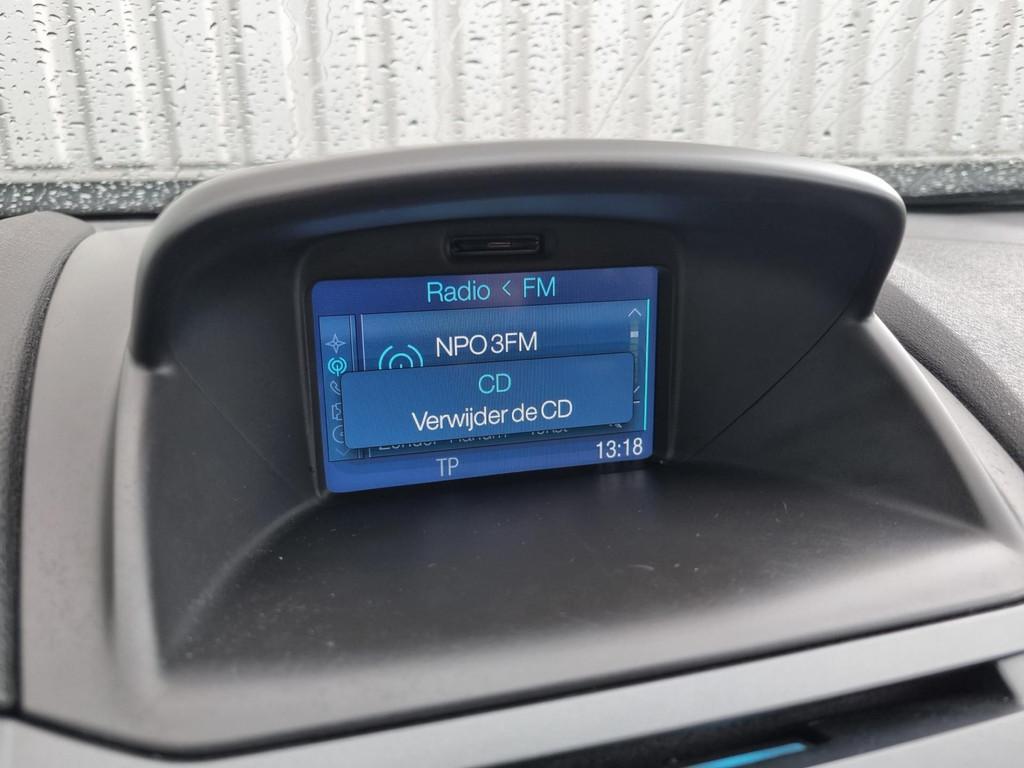 Radio < FM
NPO 3FM
CD
Verwijder de CD
TP
13:18